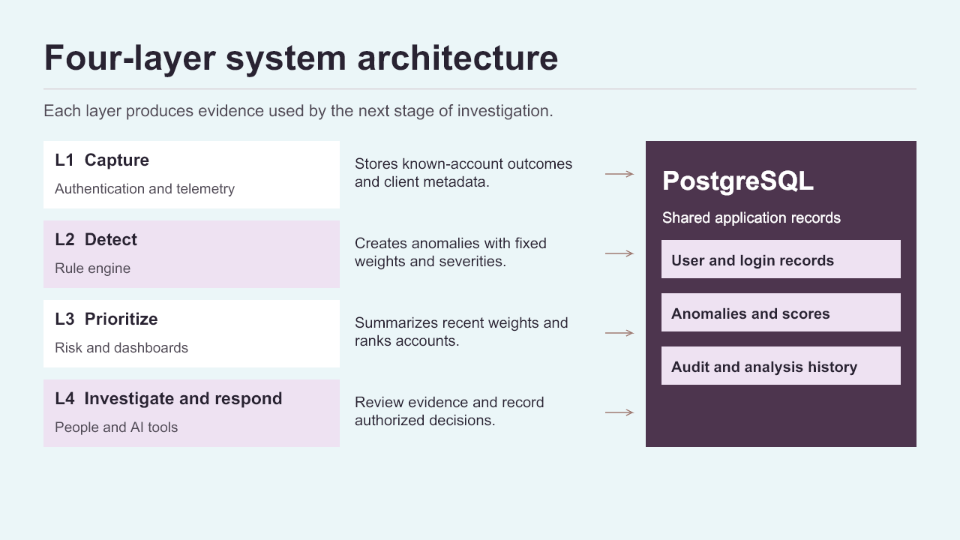 Four-layer system architecture
Each layer produces evidence used by the next stage of investigation.
L1 Capture
Authentication and telemetry
Stores known-account outcomes
and client metadata.
L2 Detect
Rule engine
Creates anomalies with fixed
weights and severities.
L3 Prioritize
Risk and dashboards
Summarizes recent weights and
ranks accounts.
L4 Investigate and respond
People and AI tools
Review evidence and record
authorized decisions.
PostgreSQL
Shared application records
User and login records
Anomalies and scores
Audit and analysis history